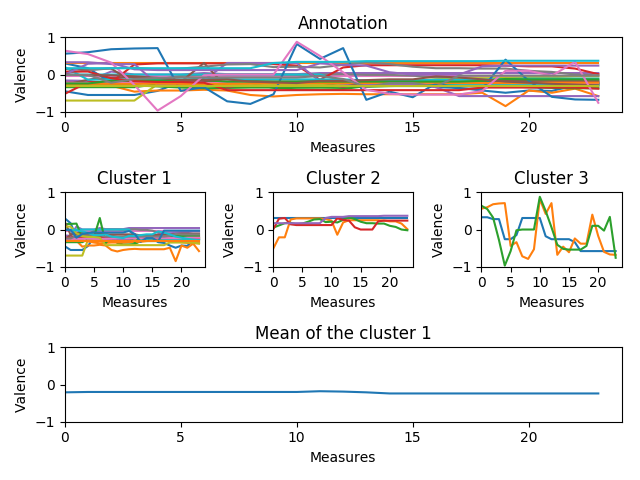 Annotation
Valence
1
0
−1
0 5 10 15 20
Measures
Cluster 1 Cluster 2 Cluster 3
Valence Valence Valence
1 1 1
0 0 0
−1 −1 −1
0 5 10 15 20 0 5 10 15 20 0 5 10 15 20
Measures Measures Measures
Mean of the cluster 1
Valence
1
0
−1
0 5 10 15 20
Measures